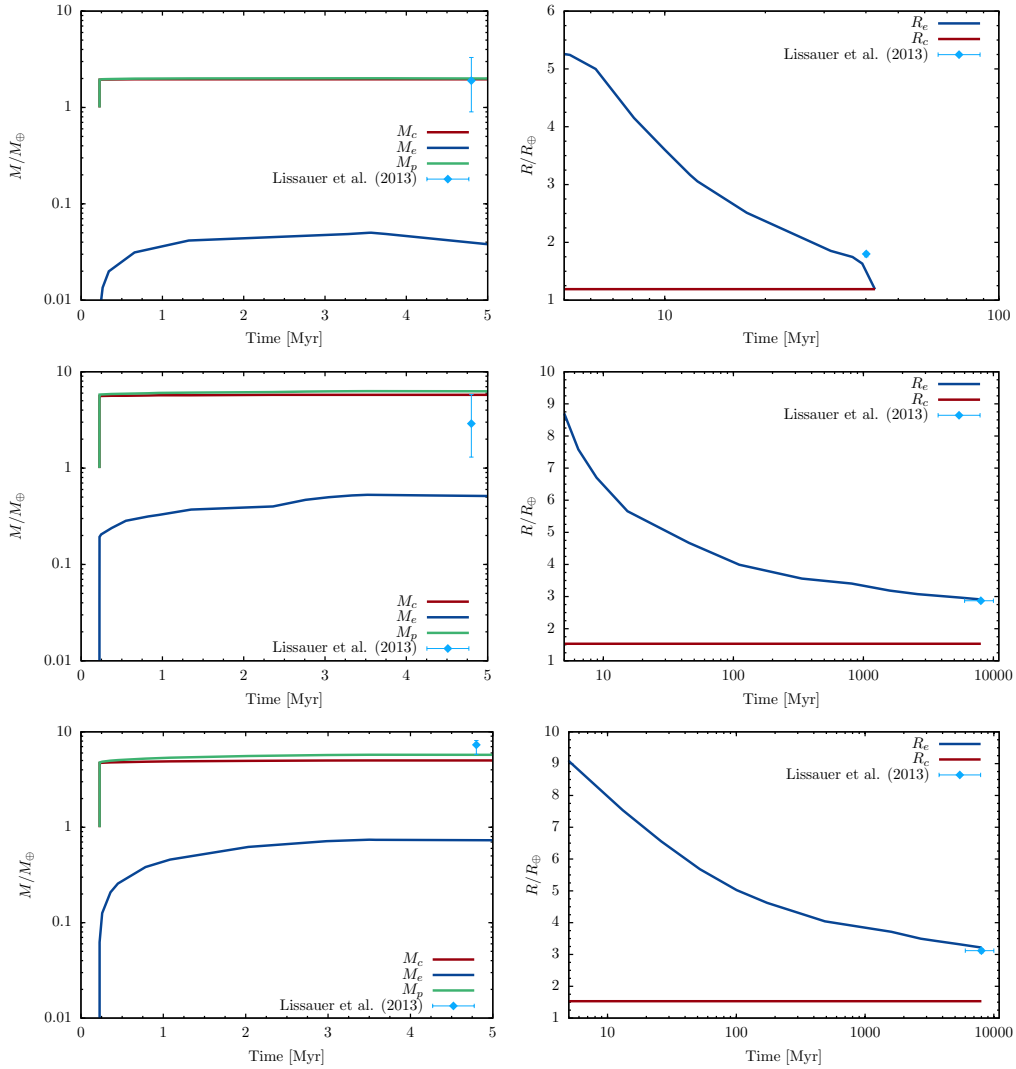 10
1
0.1
0.01
M/M⊕
M_c
M_e
M_p
Lissauer et al. (2013)
0 1 2 3 4 5
Time [Myr]
6
5
4
3
2
1
R/R⊕
R_e
R_c
Lissauer et al. (2013)
10 100
Time [Myr]
10
1
0.1
0.01
M/M⊕
M_c
M_e
M_p
Lissauer et al. (2013)
0 1 2 3 4 5
Time [Myr]
10
9
8
7
6
5
4
3
2
1
R/R⊕
R_e
R_c
Lissauer et al. (2013)
10 100 1000 10000
Time [Myr]
10
1
0.1
0.01
M/M⊕
M_c
M_e
M_p
Lissauer et al. (2013)
0 1 2 3 4 5
Time [Myr]
10
9
8
7
6
5
4
3
2
1
R/R⊕
R_e
R_c
Lissauer et al. (2013)
10 100 1000 10000
Time [Myr]